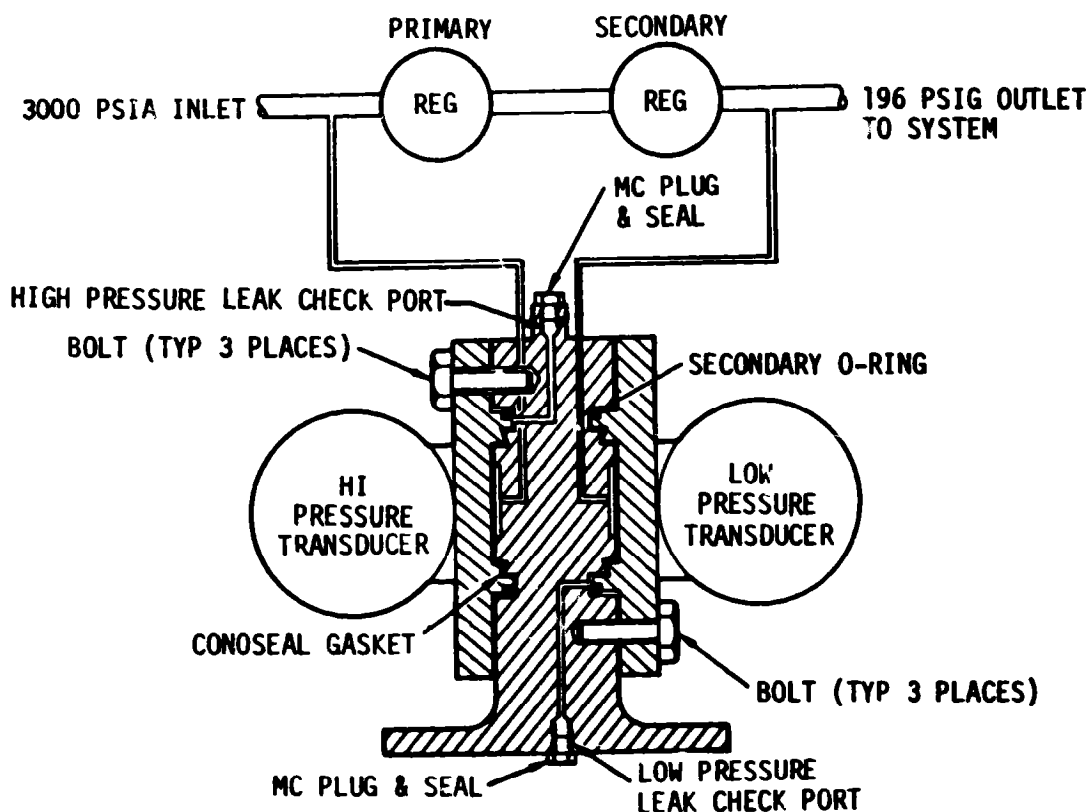 PRIMARY
SECONDARY
REG
REG
3000 PSIA INLET
196 PSIG OUTLET
TO SYSTEM
MC PLUG
& SEAL
HIGH PRESSURE LEAK CHECK PORT
BOLT (TYP 3 PLACES)
SECONDARY O-RING
HI
PRESSURE
TRANSDUCER
LOW
PRESSURE
TRANSDUCER
CONOSEAL GASKET
BOLT (TYP 3 PLACES)
MC PLUG & SEAL
LOW PRESSURE
LEAK CHECK PORT